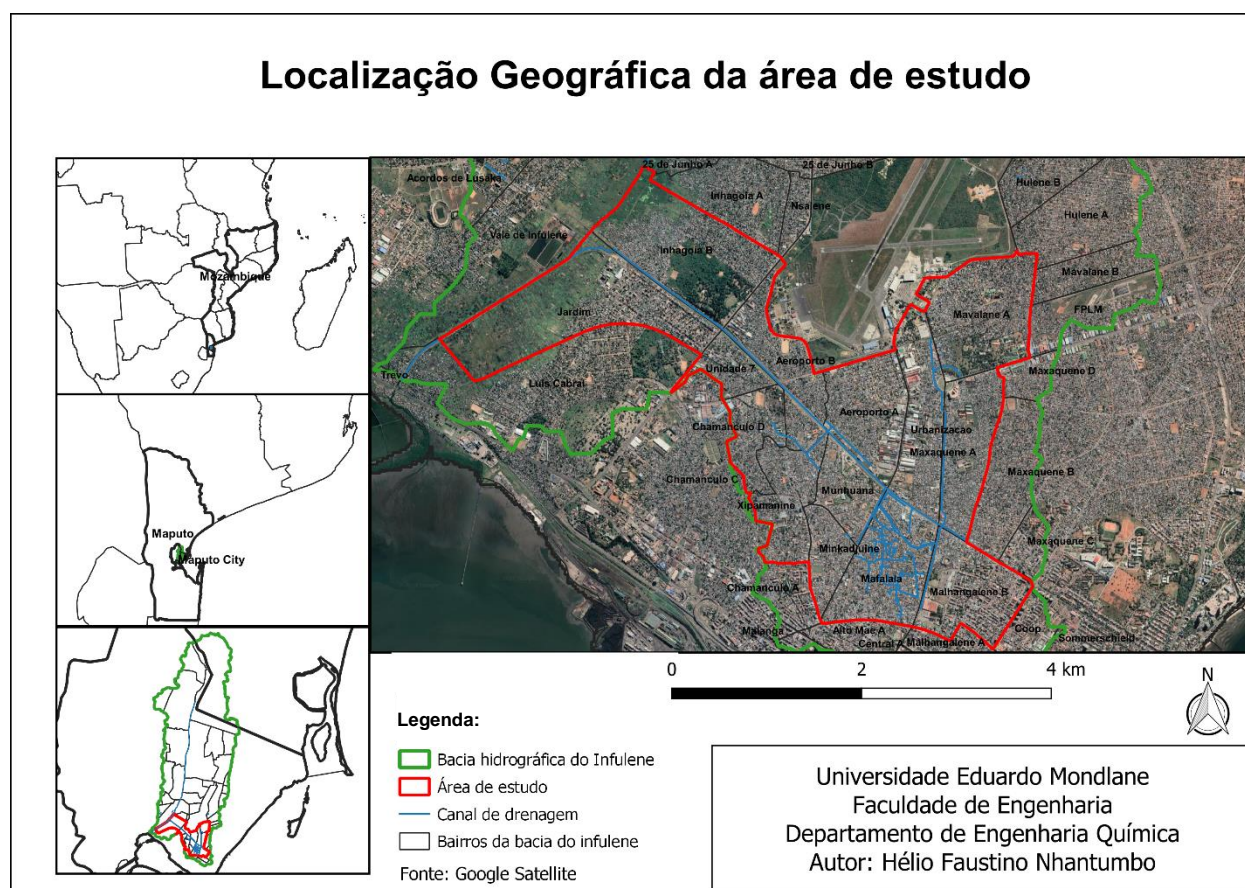 Localização Geográfica da área de estudo
Mozambique
Maputo
Maputo City
25 de Junho A
25 de Junho B
Acordos de Lusaka
Inhagoia A
Nsalene
Hulene B
Hulene A
Vale de Infulene
Inhagoia B
Mavalane B
FPLM
Jardim
Mavalane A
Trevo
Luis Cabral
Unidade 7
Aeroporto B
Maxaquene D
Chamanculo D
Aeroporto A
Urbanizacao
Maxaquene A
Maxaquene B
Chamanculo C
Munhuana
Xipamanine
Minkadjuine
Maxaquene C
Mafalala
Chamanculo A
Malhangalene B
Malanga
Alto Mae A
Central A
Malhangalene A
Coop
Sommerschield
0 2 4 km
N
Legenda:
Bacia hidrográfica do Infulene
Área de estudo
Canal de drenagem
Bairros da bacia do infulene
Fonte: Google Satellite
Universidade Eduardo Mondlane
Faculdade de Engenharia
Departamento de Engenharia Química
Autor: Hélio Faustino Nhantumbo